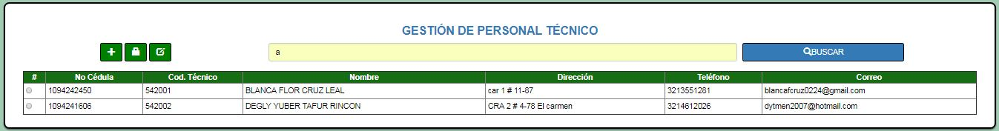 GESTIÓN DE PERSONAL TÉCNICO
a BUSCAR
# No Cédula Cod. Técnico Nombre Dirección Teléfono Correo
1094242450 542001 BLANCA FLOR CRUZ LEAL car 1 # 11-87 3213551281 blancafcruz0224@gmail.com
1094241606 542002 DEGLY YUBER TAFUR RINCON CRA 2 # 4-78 El carmen 3214612026 dytmen2007@hotmail.com